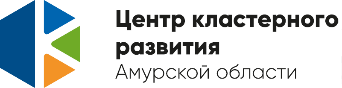 Центр кластерного
развития
Амурской области